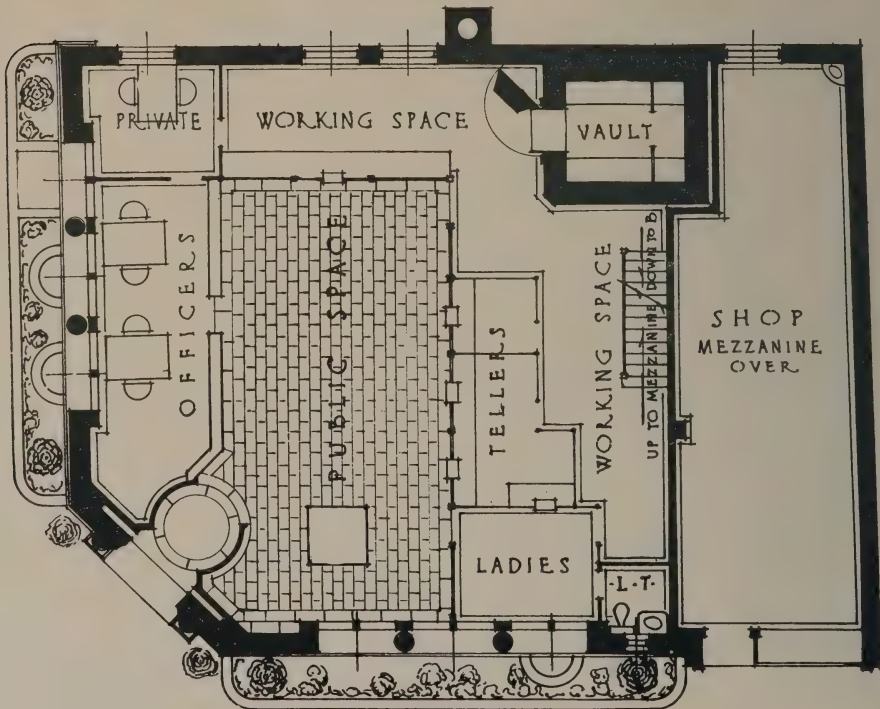 PRIVATE
WORKING SPACE
VAULT
OFFICERS
PUBLIC SPACE
TELLERS
WORKING SPACE
UP TO MEZZANINE DOWN TO B
SHOP
MEZZANINE
OVER
LADIES
·L·T·